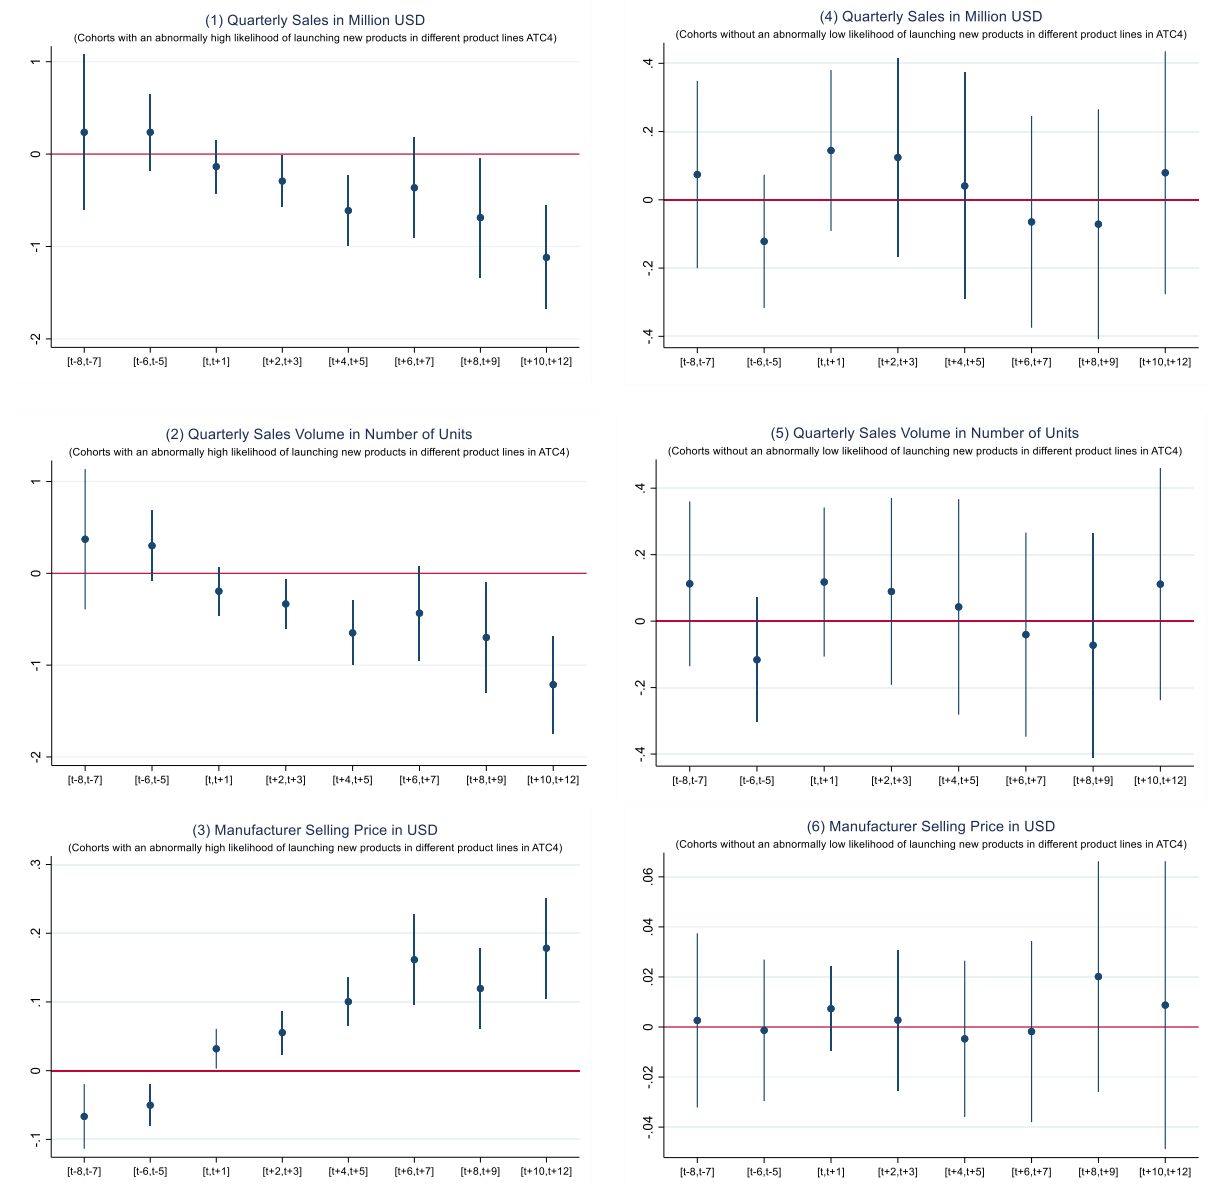 (1) Quarterly Sales in Million USD
(Cohorts with an abnormally high likelihood of launching new products in different product lines ATC4)
1
0
-1
-2
[t-8,t-7] [t-6,t-5] [t,t+1] [t+2,t+3] [t+4,t+5] [t+6,t+7] [t+8,t+9] [t+10,t+12]
(4) Quarterly Sales in Million USD
(Cohorts without an abnormally low likelihood of launching new products in different product lines in ATC4)
.4
.2
0
-.2
-.4
[t-8,t-7] [t-6,t-5] [t,t+1] [t+2,t+3] [t+4,t+5] [t+6,t+7] [t+8,t+9] [t+10,t+12]
(2) Quarterly Sales Volume in Number of Units
(Cohorts with an abnormally high likelihood of launching new products in different product lines in ATC4)
1
0
-1
-2
[t-8,t-7] [t-6,t-5] [t,t+1] [t+2,t+3] [t+4,t+5] [t+6,t+7] [t+8,t+9] [t+10,t+12]
(5) Quarterly Sales Volume in Number of Units
(Cohorts without an abnormally low likelihood of launching new products in different product lines in ATC4)
.4
.2
0
-.2
-.4
[t-8,t-7] [t-6,t-5] [t,t+1] [t+2,t+3] [t+4,t+5] [t+6,t+7] [t+8,t+9] [t+10,t+12]
(3) Manufacturer Selling Price in USD
(Cohorts with an abnormally high likelihood of launching new products in different product lines in ATC4)
.3
.2
.1
0
-.1
[t-8,t-7] [t-6,t-5] [t,t+1] [t+2,t+3] [t+4,t+5] [t+6,t+7] [t+8,t+9] [t+10,t+12]
(6) Manufacturer Selling Price in USD
(Cohorts without an abnormally low likelihood of launching new products in different product lines in ATC4)
.06
.04
.02
0
-.02
-.04
[t-8,t-7] [t-6,t-5] [t,t+1] [t+2,t+3] [t+4,t+5] [t+6,t+7] [t+8,t+9] [t+10,t+12]